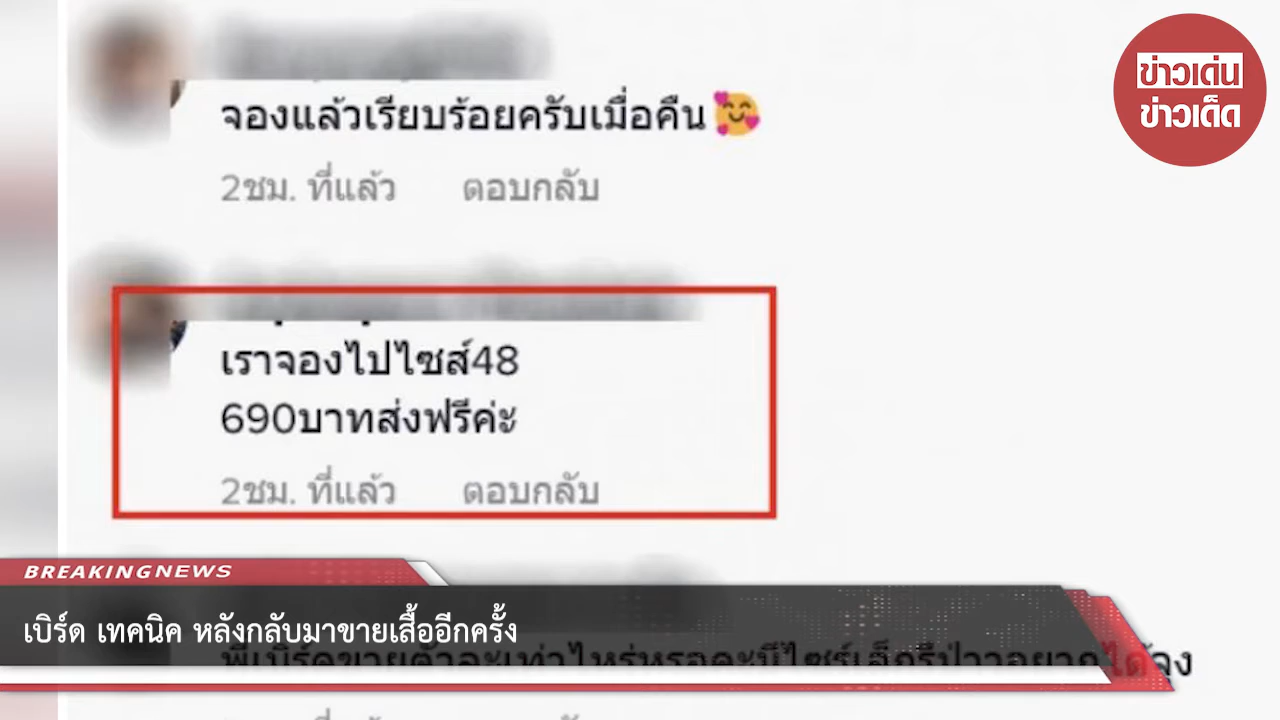 ข่าวเด่น
ข่าวเด็ด
จองแล้วเรียบร้อยครับเมื่อคืน🥰
2ชม. ที่แล้ว ตอบกลับ
เราจองไปไซส์48
690บาทส่งฟรีค่ะ
2ชม. ที่แล้ว ตอบกลับ
BREAKINGNEWS
เบิร์ด เทคนิค หลังกลับมาขายเสื้ออีกครั้ง